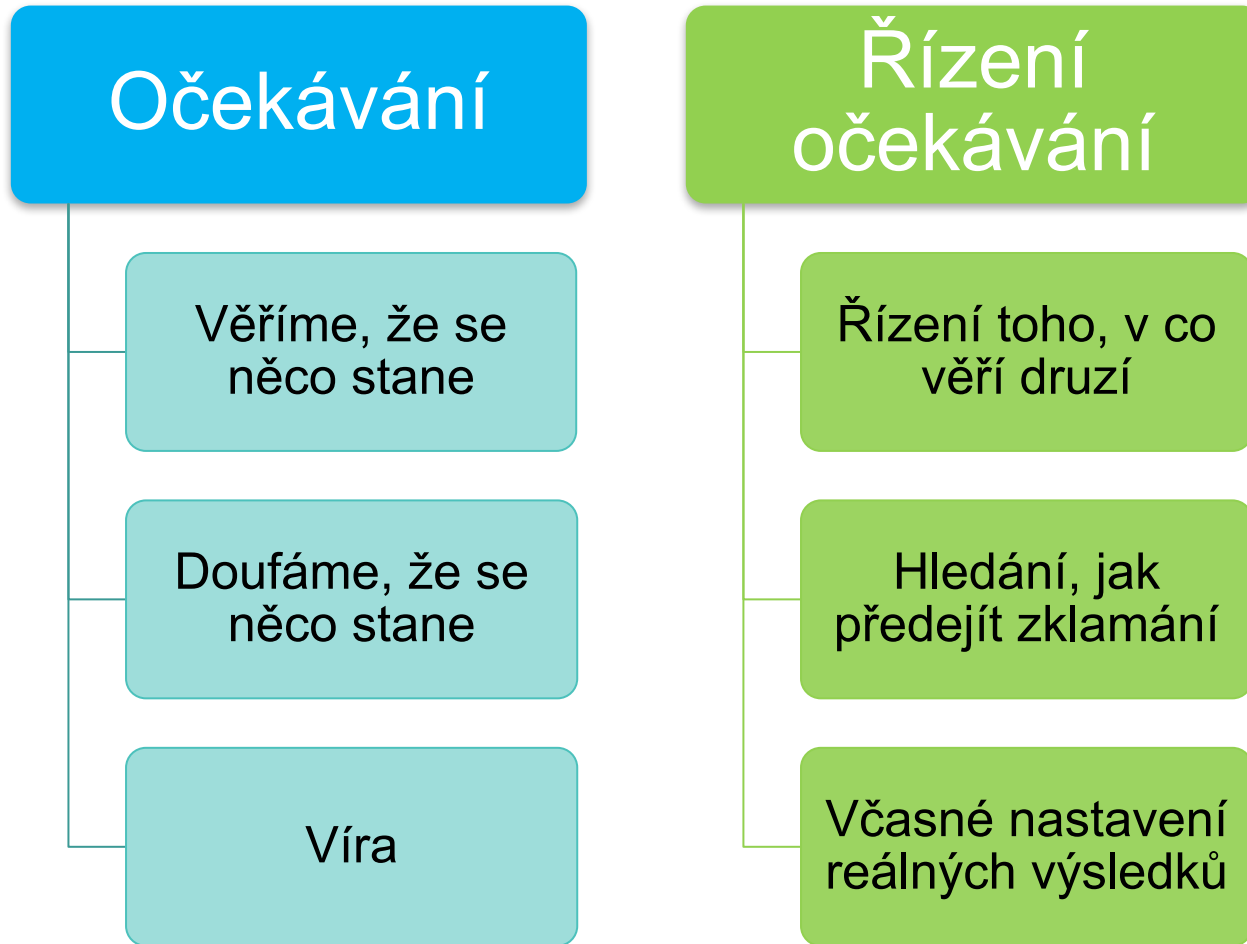 Očekávání
Věříme, že se
něco stane
Doufáme, že se
něco stane
Víra
Řízení
očekávání
Řízení toho, v co
věří druzí
Hledání, jak
předejít zklamání
Včasné nastavení
reálných výsledků